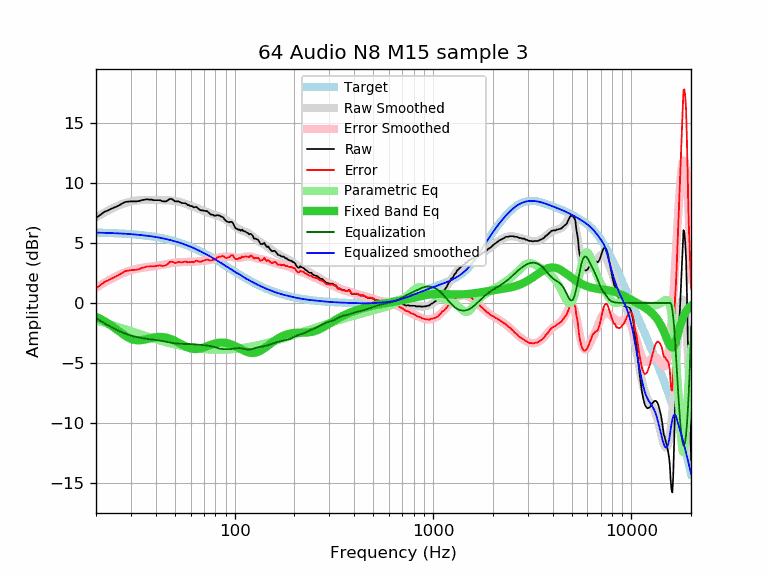 64 Audio N8 M15 sample 3
Target
Raw Smoothed
Error Smoothed
Raw
Error
Parametric Eq
Fixed Band Eq
Equalization
Equalized smoothed
Amplitude (dBr)
15
10
5
0
−5
−10
−15
100
1000
10000
Frequency (Hz)